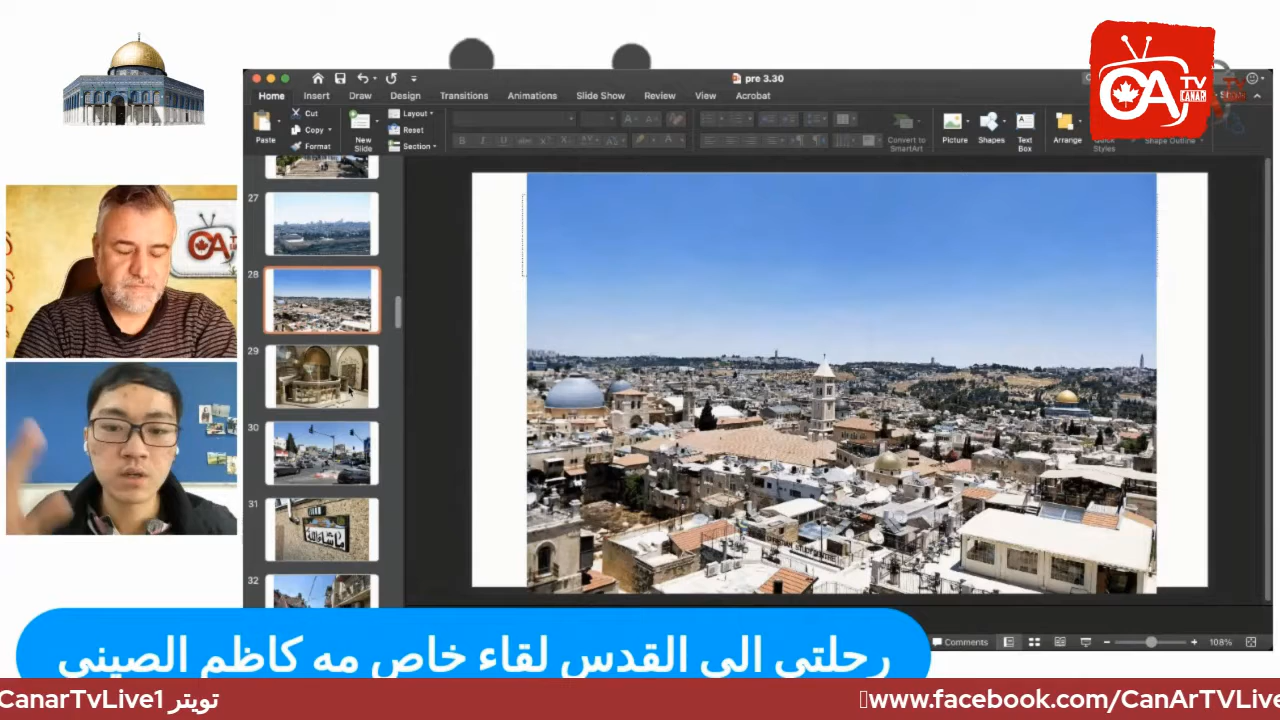 OA TV
CANAR
pre 3.30
Home Insert Draw Design Transitions Animations Slide Show Review View Acrobat
Paste
Cut
Copy
Format
New Slide
Layout
Reset
Section
Convert to SmartArt
Picture
Shapes
Text Box
Arrange
Quick Styles
Shape Outline
27
28
29
30
31
ماشاءالله
32
Comments
108%
رحلتي الى القدس لقاء خاص مه كاظم الصيني
CanarTvLive1 تويتر
www.facebook.com/CanArTVLive